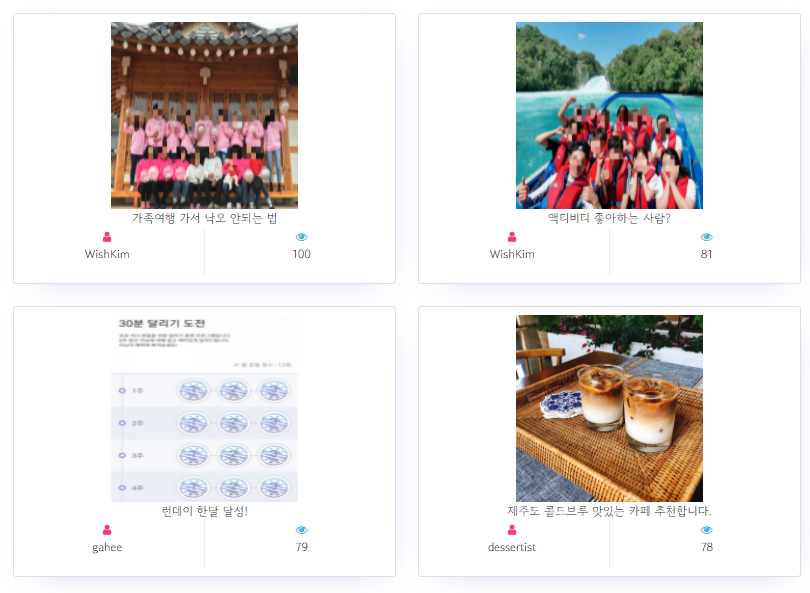 가족여행 가서 낙오 안되는 법
WishKim
100
액티비티 좋아하는 사람?
WishKim
81
30분 달리기 도전
1주
2주
3주
4주
런데이 한달 달성!
gahee
79
제주도 콜드브루 맛있는 카페 추천합니다.
dessertist
78